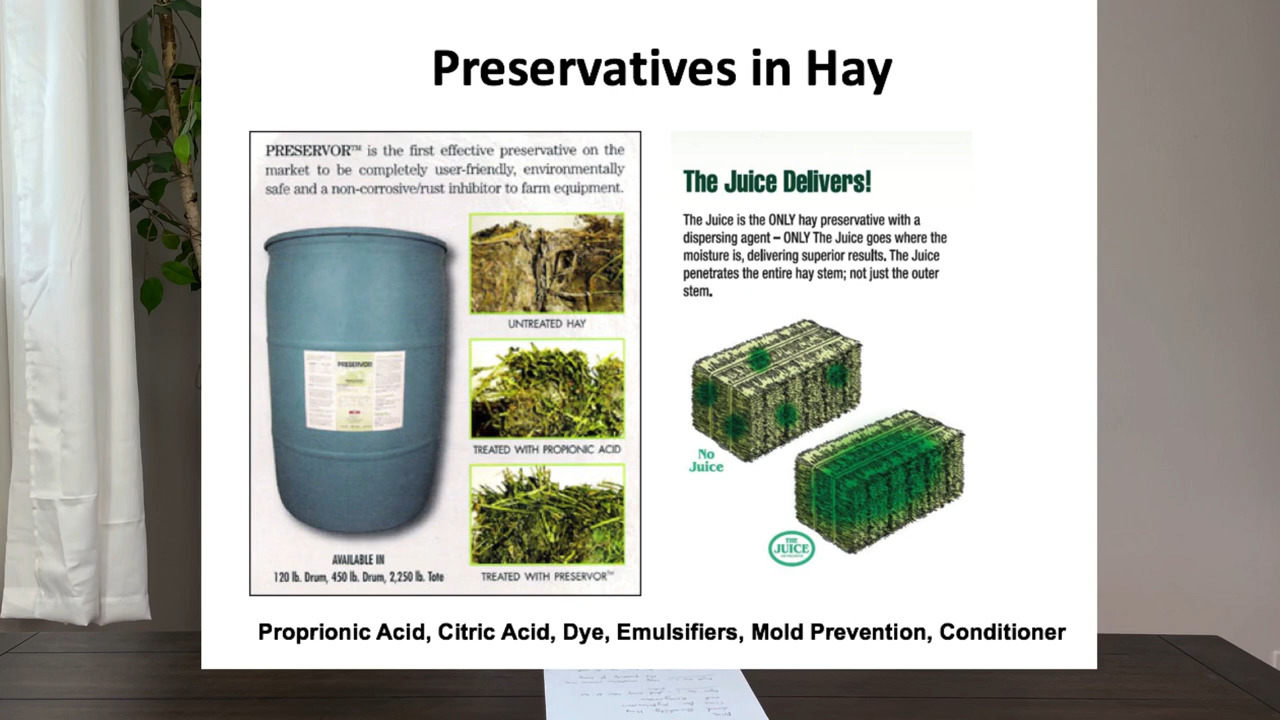 Preservatives in Hay
PRESERVOR™ is the first effective preservative on the
market to be completely user-friendly, environmentally
safe and a non-corrosive/rust inhibitor to farm equipment.
PRESERVOR
UNTREATED HAY
TREATED WITH PROPIONIC ACID
TREATED WITH PRESERVOR™
AVAILABLE IN
120 lb. Drum, 450 lb. Drum, 2,250 lb. Tote
The Juice Delivers!
The Juice is the ONLY hay preservative with a
dispersing agent – ONLY The Juice goes where the
moisture is, delivering superior results. The Juice
penetrates the entire hay stem; not just the outer
stem.
No
Juice
THE
JUICE
Proprionic Acid, Citric Acid, Dye, Emulsifiers, Mold Prevention, Conditioner